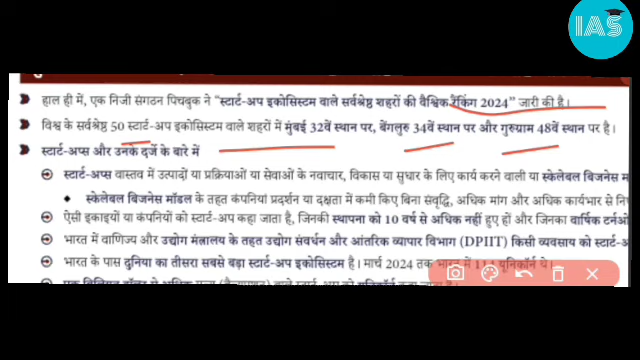 IAS
हाल ही में, एक निजी संगठन पिचबुक ने "स्टार्ट-अप इकोसिस्टम वाले सर्वश्रेष्ठ शहरों की वैश्विक रैंकिंग 2024" जारी की है।
विश्व के सर्वश्रेष्ठ 50 स्टार्ट-अप इकोसिस्टम वाले शहरों में मुंबई 32वें स्थान पर, बेंगलुरु 34वें स्थान पर और गुरुग्राम 48वें स्थान पर है।
स्टार्ट-अप्स और उनके दर्जे के बारे में
स्टार्ट-अप्स वास्तव में उत्पादों या प्रक्रियाओं या सेवाओं के नवाचार, विकास या सुधार के लिए कार्य करने वाली या स्केलेबल बिजनेस
स्केलेबल बिजनेस मॉडल के तहत कंपनियां प्रदर्शन या दक्षता में कमी किए बिना संवृद्धि, अधिक मांग और अधिक कार्यभार से
ऐसी इकाइयों या कंपनियों को स्टार्ट-अप कहा जाता है, जिनकी स्थापना को 10 वर्ष से अधिक नहीं हुए हों और जिनका वार्षिक
भारत में वाणिज्य और उद्योग मंत्रालय के तहत उद्योग संवर्धन और आंतरिक व्यापार विभाग (DPIIT) किसी व्यवसाय को
भारत के पास दुनिया का तीसरा सबसे बड़ा स्टार्ट-अप इकोसिस्टम है। मार्च 2024 तक भारत में यूनिकॉर्न थे।